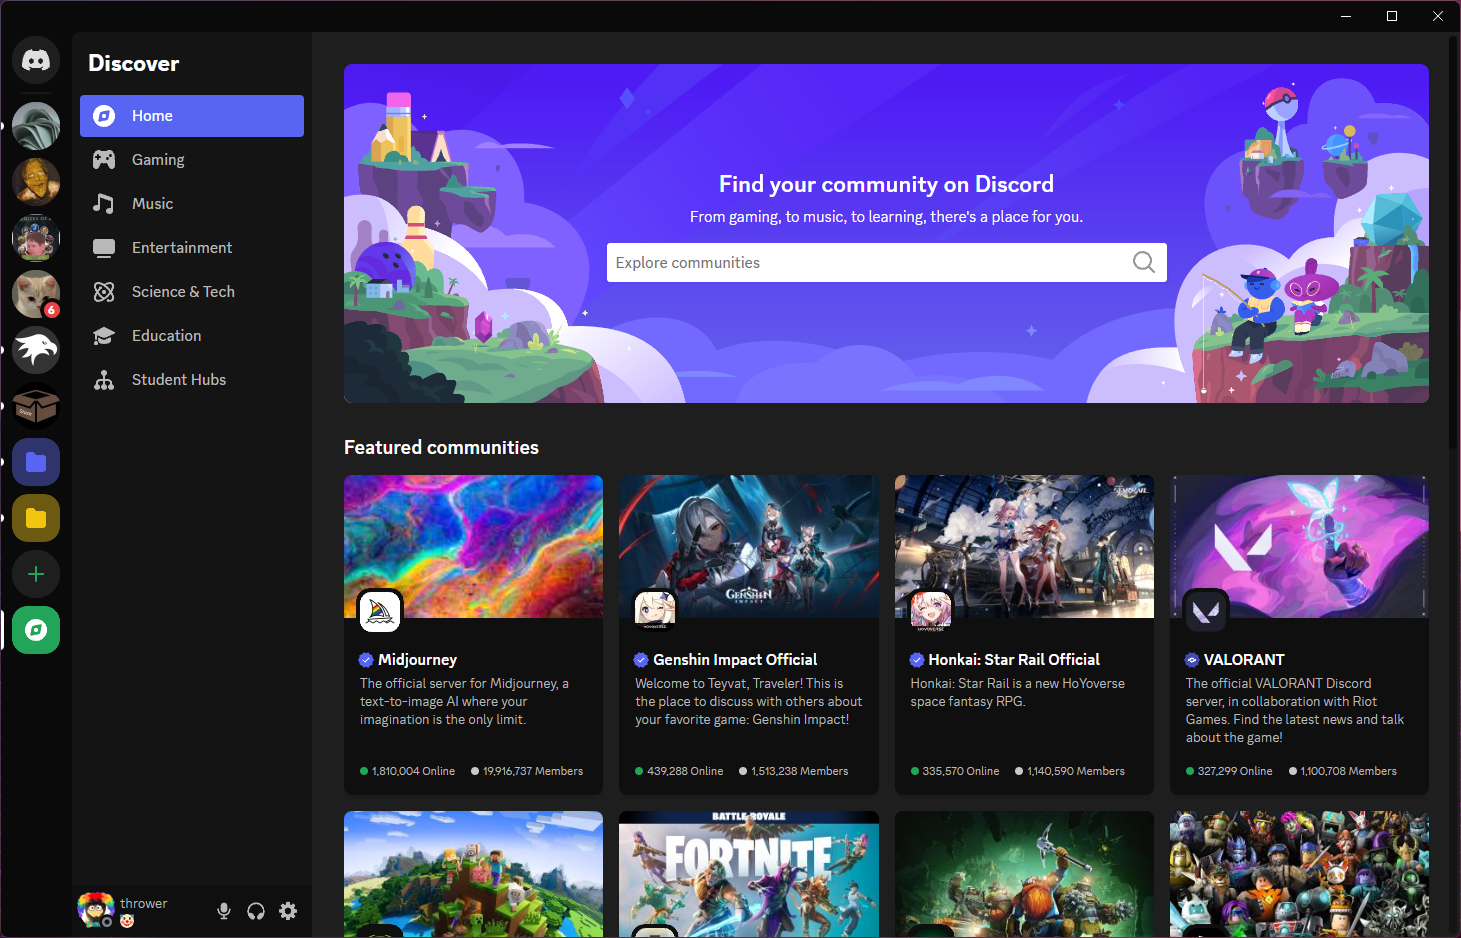 Discover
Home
Gaming
Music
Entertainment
Science & Tech
Education
Student Hubs
6
thrower
Find your community on Discord
From gaming, to music, to learning, there's a place for you.
Explore communities
Featured communities
Midjourney
The official server for Midjourney, a
text-to-image AI where your
imagination is the only limit.
1,810,004 Online 19,916,737 Members
GENSHIN
IMPACT
HOYOVERSE
Genshin Impact Official
Welcome to Teyvat, Traveler! This is
the place to discuss with others about
your favorite game: Genshin Impact!
439,288 Online 1,513,238 Members
STAR RAIL
HOYOVERSE
Honkai: Star Rail Official
Honkai: Star Rail is a new HoYoverse
space fantasy RPG.
335,570 Online 1,140,590 Members
VALORANT
The official VALORANT Discord
server, in collaboration with Riot
Games. Find the latest news and talk
about the game!
327,299 Online 1,100,708 Members
BATTLE ROYALE
FORTNITE